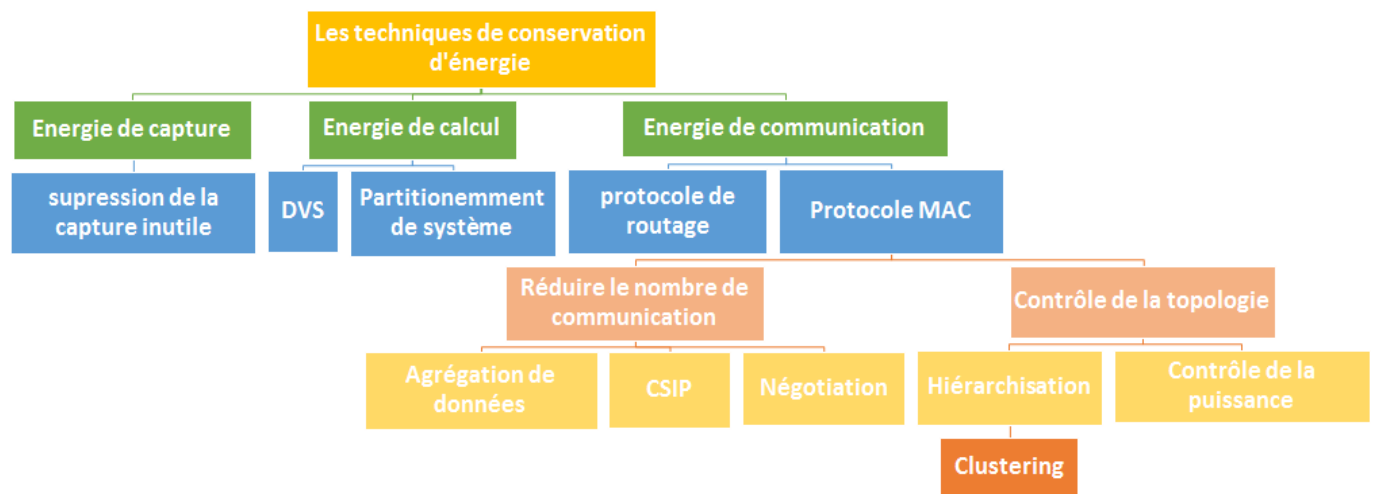 Les techniques de conservation
d'énergie
Energie de capture
Energie de calcul
Energie de communication
supression de la
capture inutile
DVS
Partitionemment
de système
protocole de
routage
Protocole MAC
Réduire le nombre de
communication
Contrôle de la topologie
Agrégation de
données
CSIP
Négotiation
Hiérarchisation
Contrôle de la
puissance
Clustering